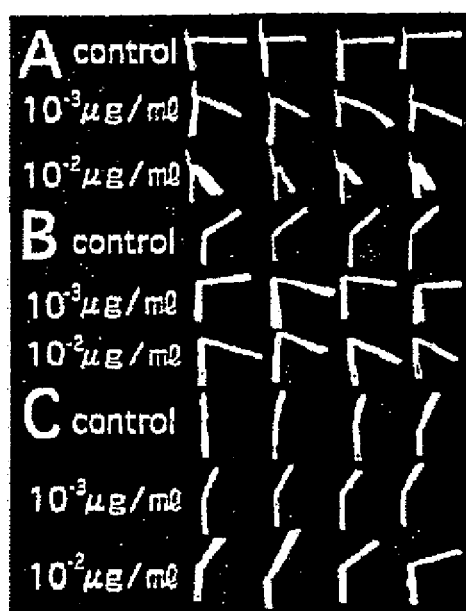 A control
10⁻³μg/mℓ
10⁻²μg/mℓ
B control
10⁻³μg/mℓ
10⁻²μg/mℓ
C control
10⁻³μg/mℓ
10⁻²μg/mℓ